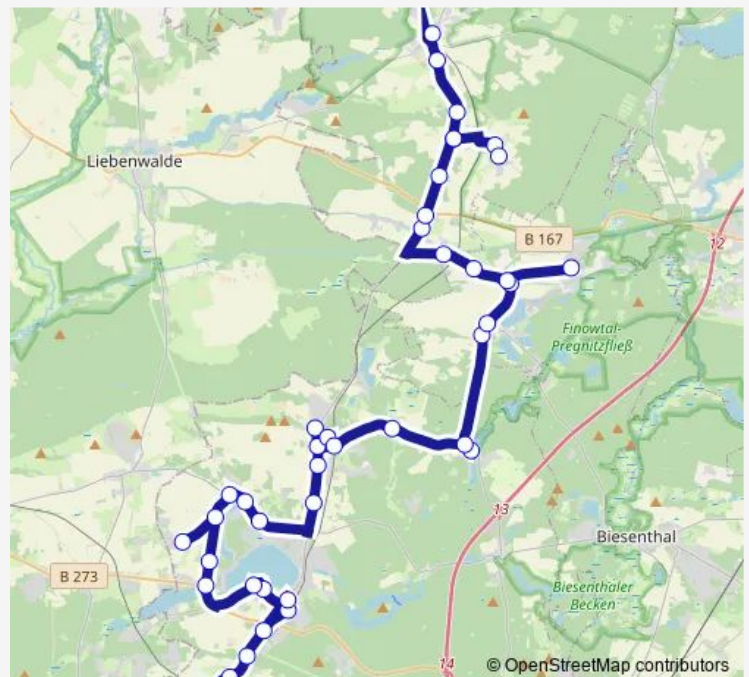 Liebenwalde
B 167
12
Finowtal-
Pregnitzfließ
13
Biesenthal
B 273
Biesenthaler
Becken
14
© OpenStreetMap contributors